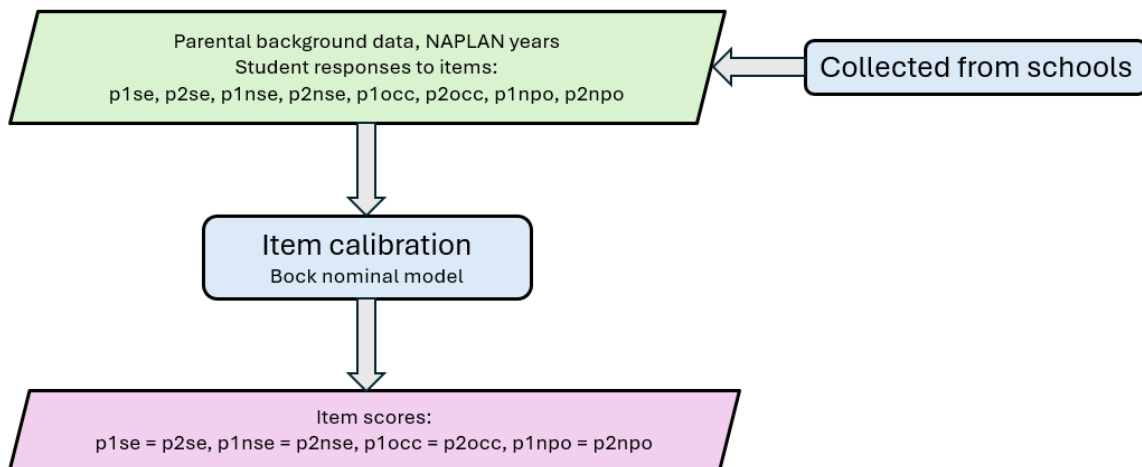 Parental background data, NAPLAN years
Student responses to items:
p1se, p2se, p1nse, p2nse, p1occ, p2occ, p1npo, p2npo
Collected from schools
Item calibration
Bock nominal model
Item scores:
p1se = p2se, p1nse = p2nse, p1occ = p2occ, p1npo = p2npo